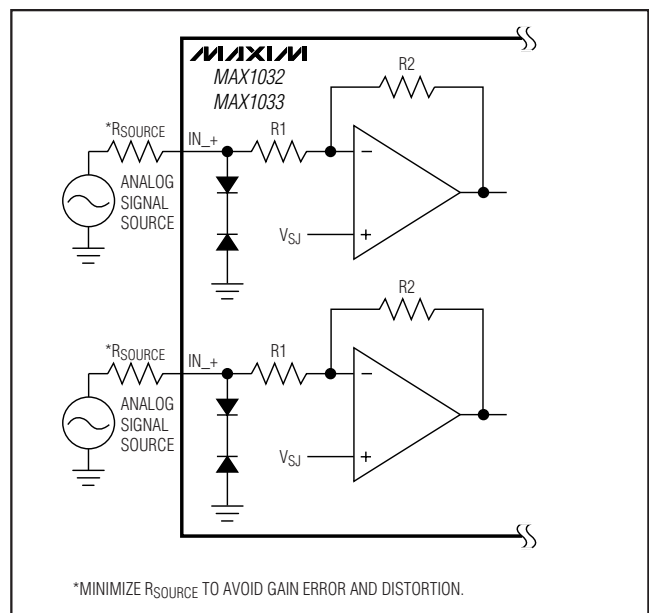 MAXIM
MAX1032
MAX1033
R2
*RSOURCE
IN_+
R1
−
ANALOG
SIGNAL
SOURCE
VSJ
+
R2
*RSOURCE
IN_+
R1
−
ANALOG
SIGNAL
SOURCE
VSJ
+
*MINIMIZE RSOURCE TO AVOID GAIN ERROR AND DISTORTION.